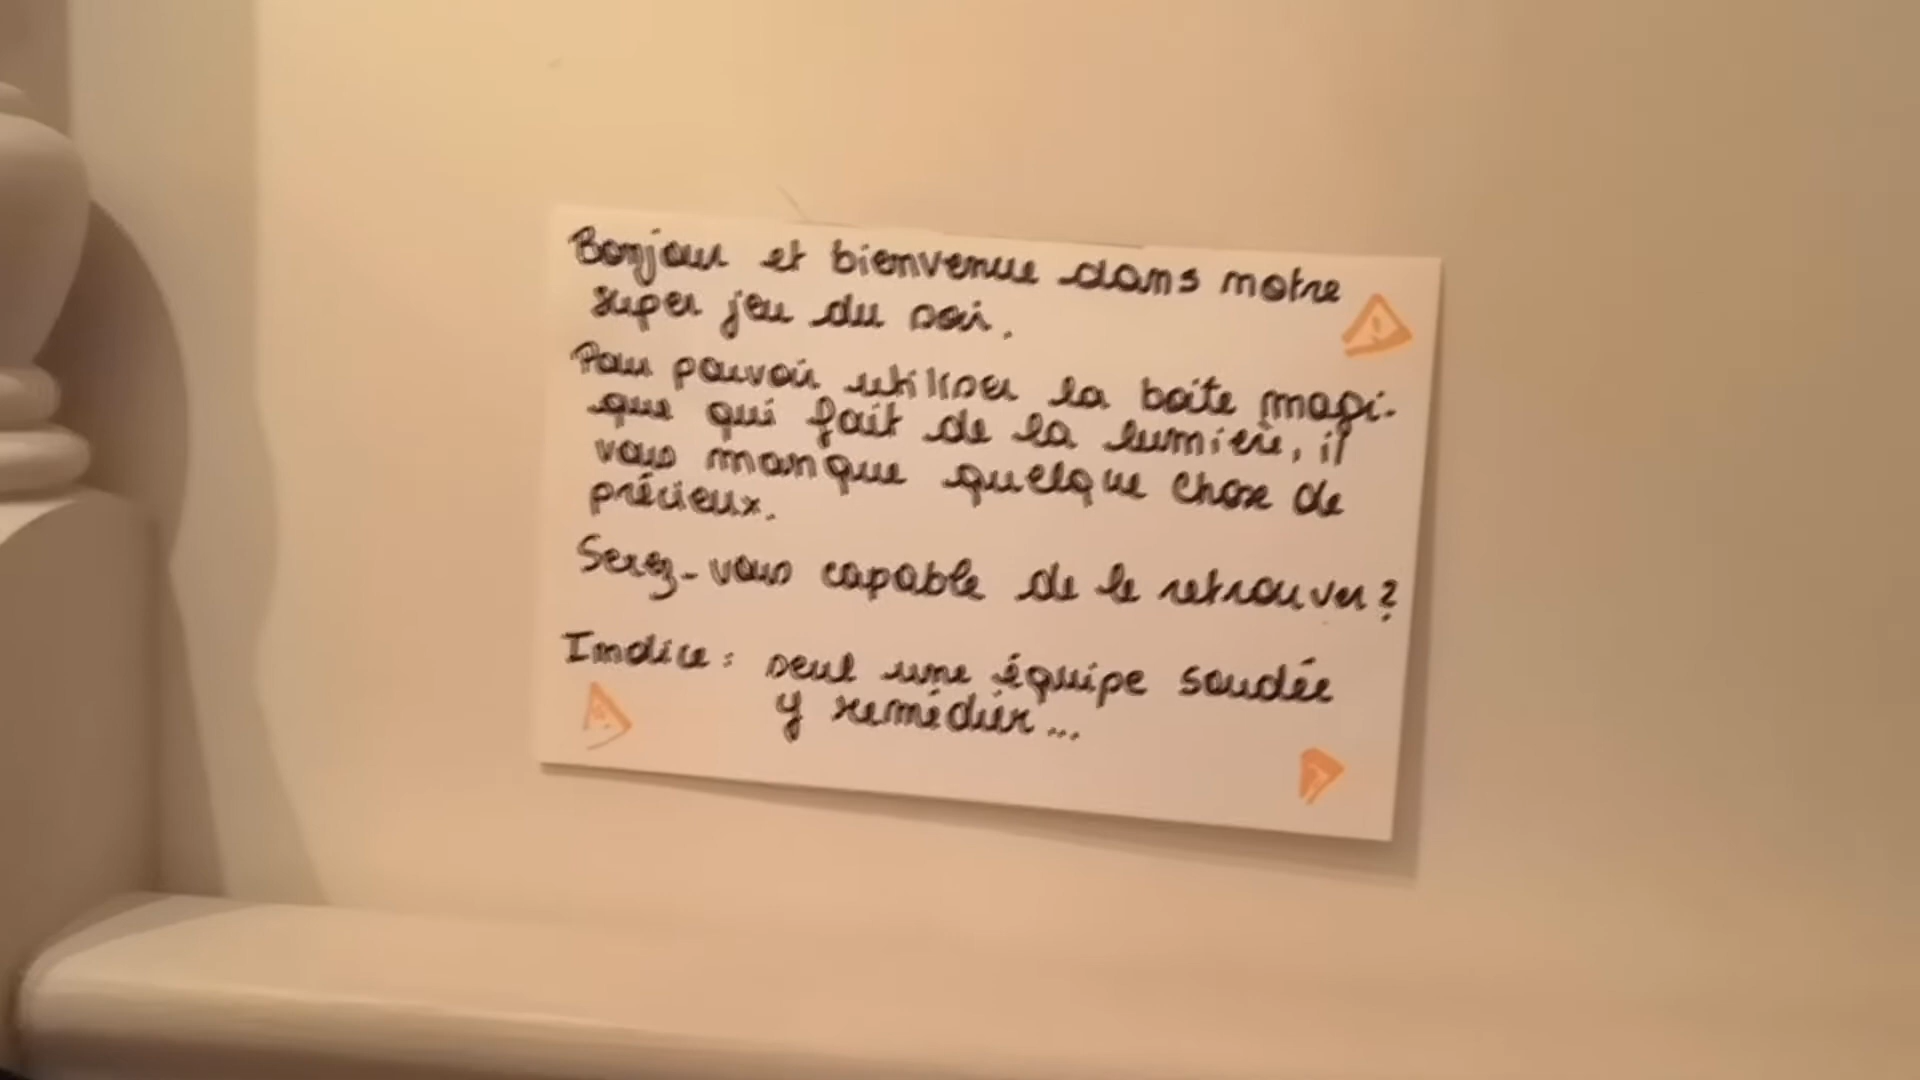 Bonjour et bienvenue dans notre
super jeu du soir.
Pour pouvoir utiliser la boite magi-
que qui fait de la lumière, il
vous manque quelque chose de
précieux.
Serez-vous capable de le retrouver?
Indice: seul une équipe soudée
y remédier...